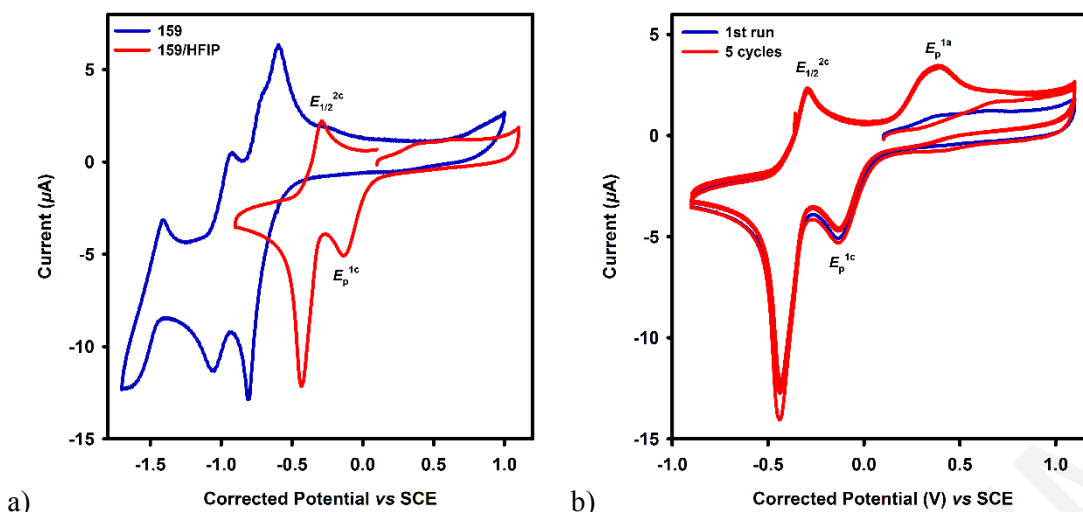 159
159/HFIP
E1/2 2c
Ep 1c
Current (µA)
5
0
-5
-10
-15
-1.5 -1.0 -0.5 0.0 0.5 1.0
Corrected Potential vs SCE
a)
1st run
5 cycles
E1/2 2c
Ep 1a
Ep 1c
Current (µA)
5
0
-5
-10
-15
-1.0 -0.5 0.0 0.5 1.0
Corrected Potential (V) vs SCE
b)